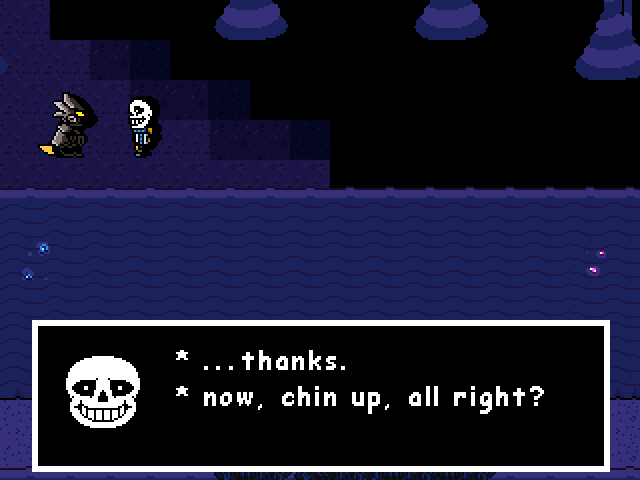 * ...thanks.
* now, chin up, all right?